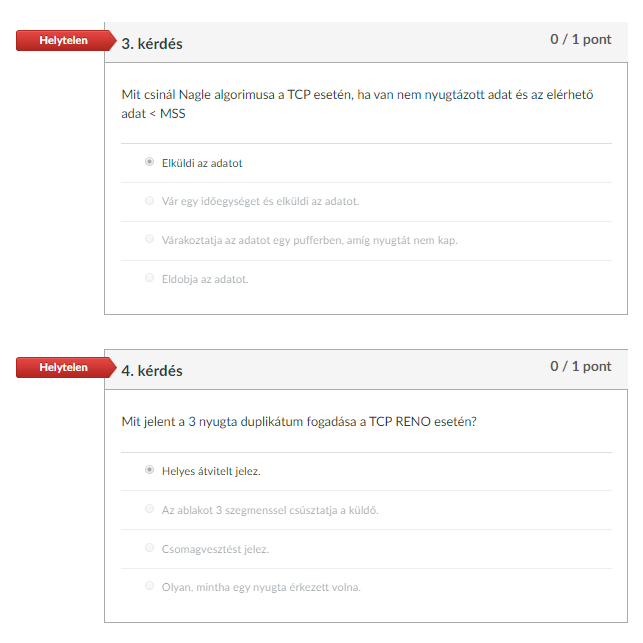 Helytelen
3. kérdés
0 / 1 pont
Mit csinál Nagle algorimusa a TCP esetén, ha van nem nyugtázott adat és az elérhető
adat < MSS
Elküldi az adatot
Vár egy időegységet és elküldi az adatot.
Várakoztatja az adatot egy pufferben, amíg nyugtát nem kap.
Eldobja az adatot.
Helytelen
4. kérdés
0 / 1 pont
Mit jelent a 3 nyugta duplikátum fogadása a TCP RENO esetén?
Helyes átvitelt jelez.
Az ablakot 3 szegmenssel csúsztatja a küldő.
Csomagvesztést jelez.
Olyan, mintha egy nyugta érkezett volna.